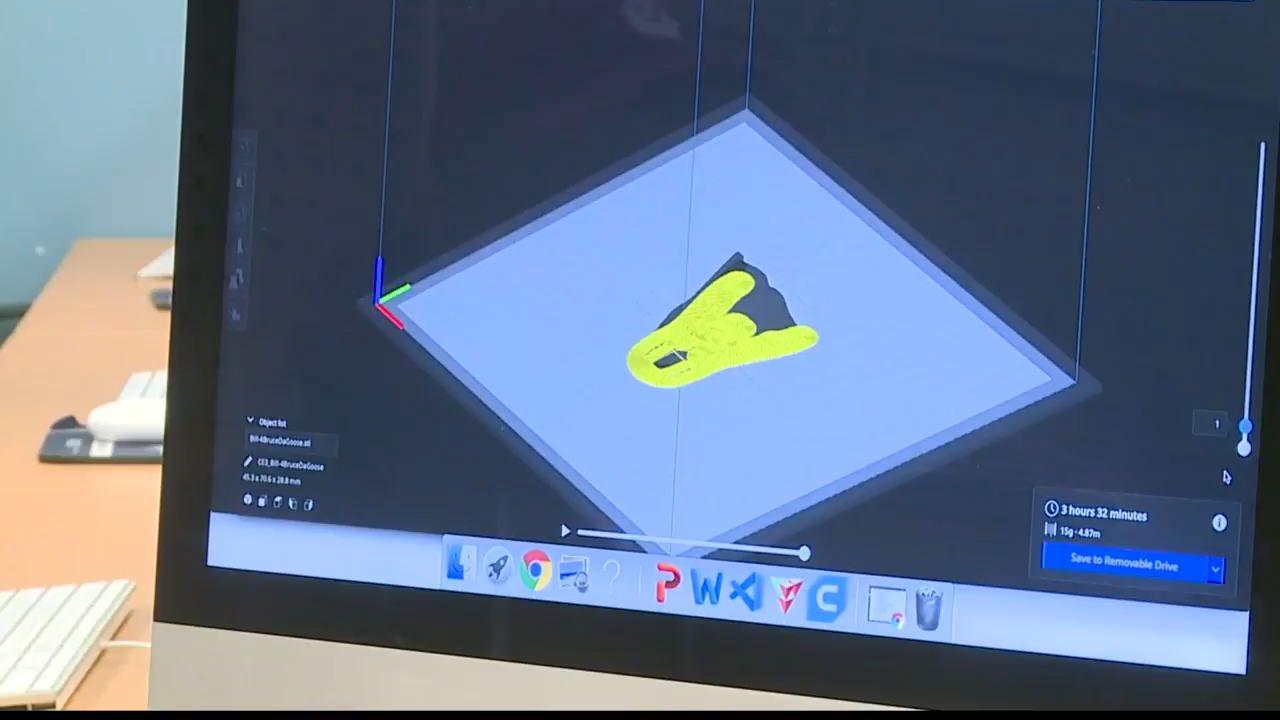 Object list
Bill-4BruceDaGoose.stl
CE3_Bill-4BruceDaGoose
45.3 x 70.6 x 28.8 mm
1
3 hours 32 minutes
15g · 4.87m
Save to Removable Drive
P W C